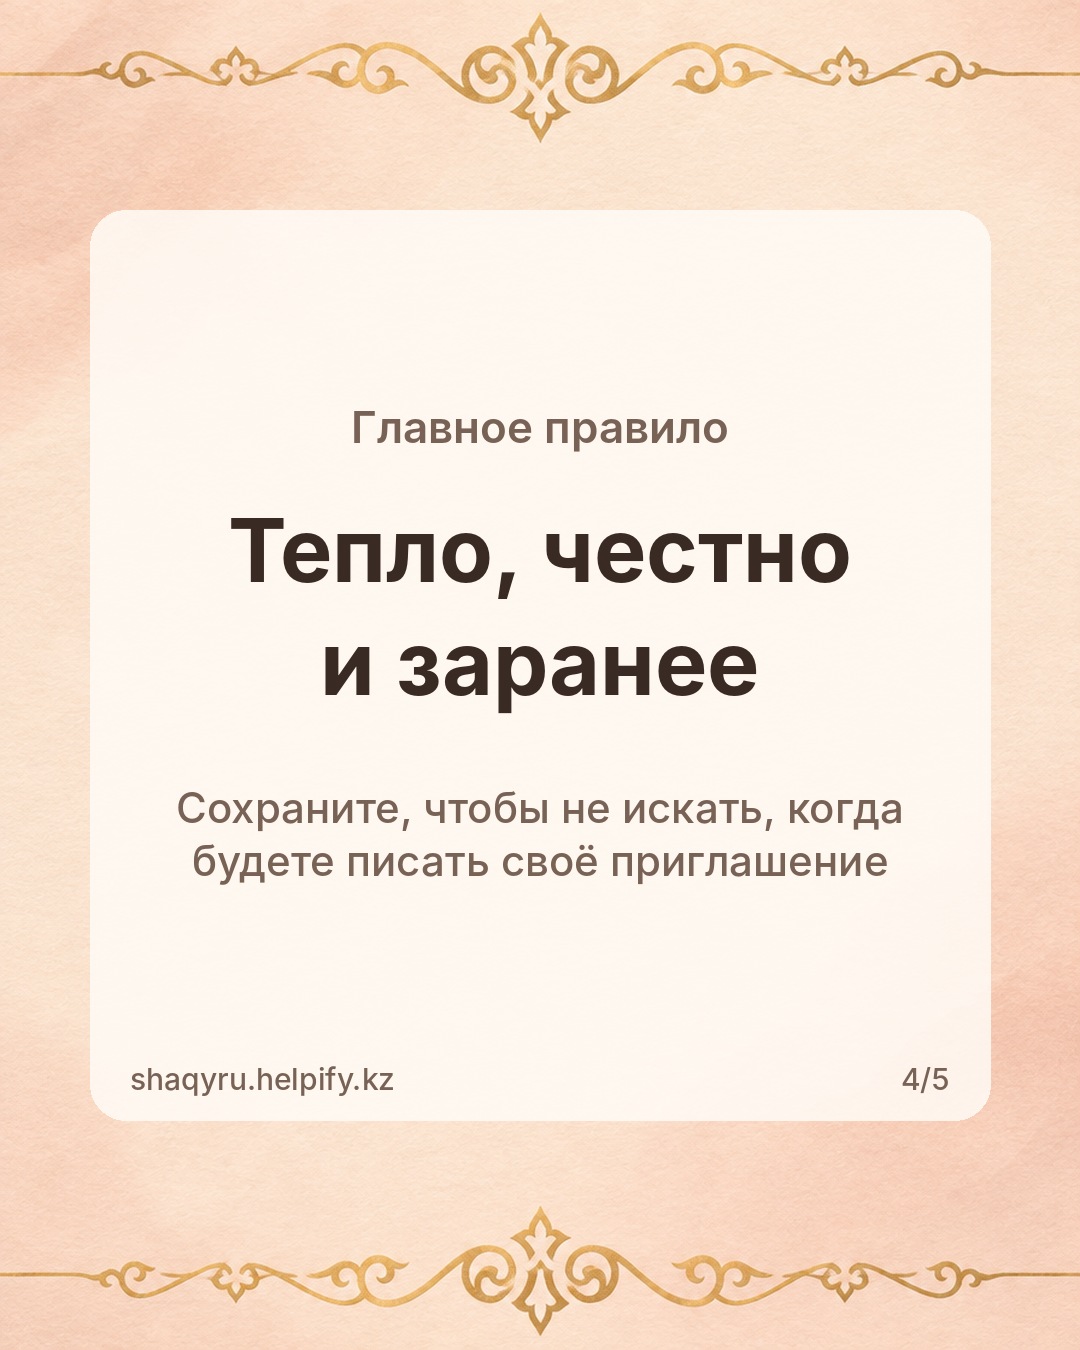 Главное правило
Тепло, честно
и заранее
Сохраните, чтобы не искать, когда
будете писать своё приглашение
shaqyru.helpify.kz
4/5